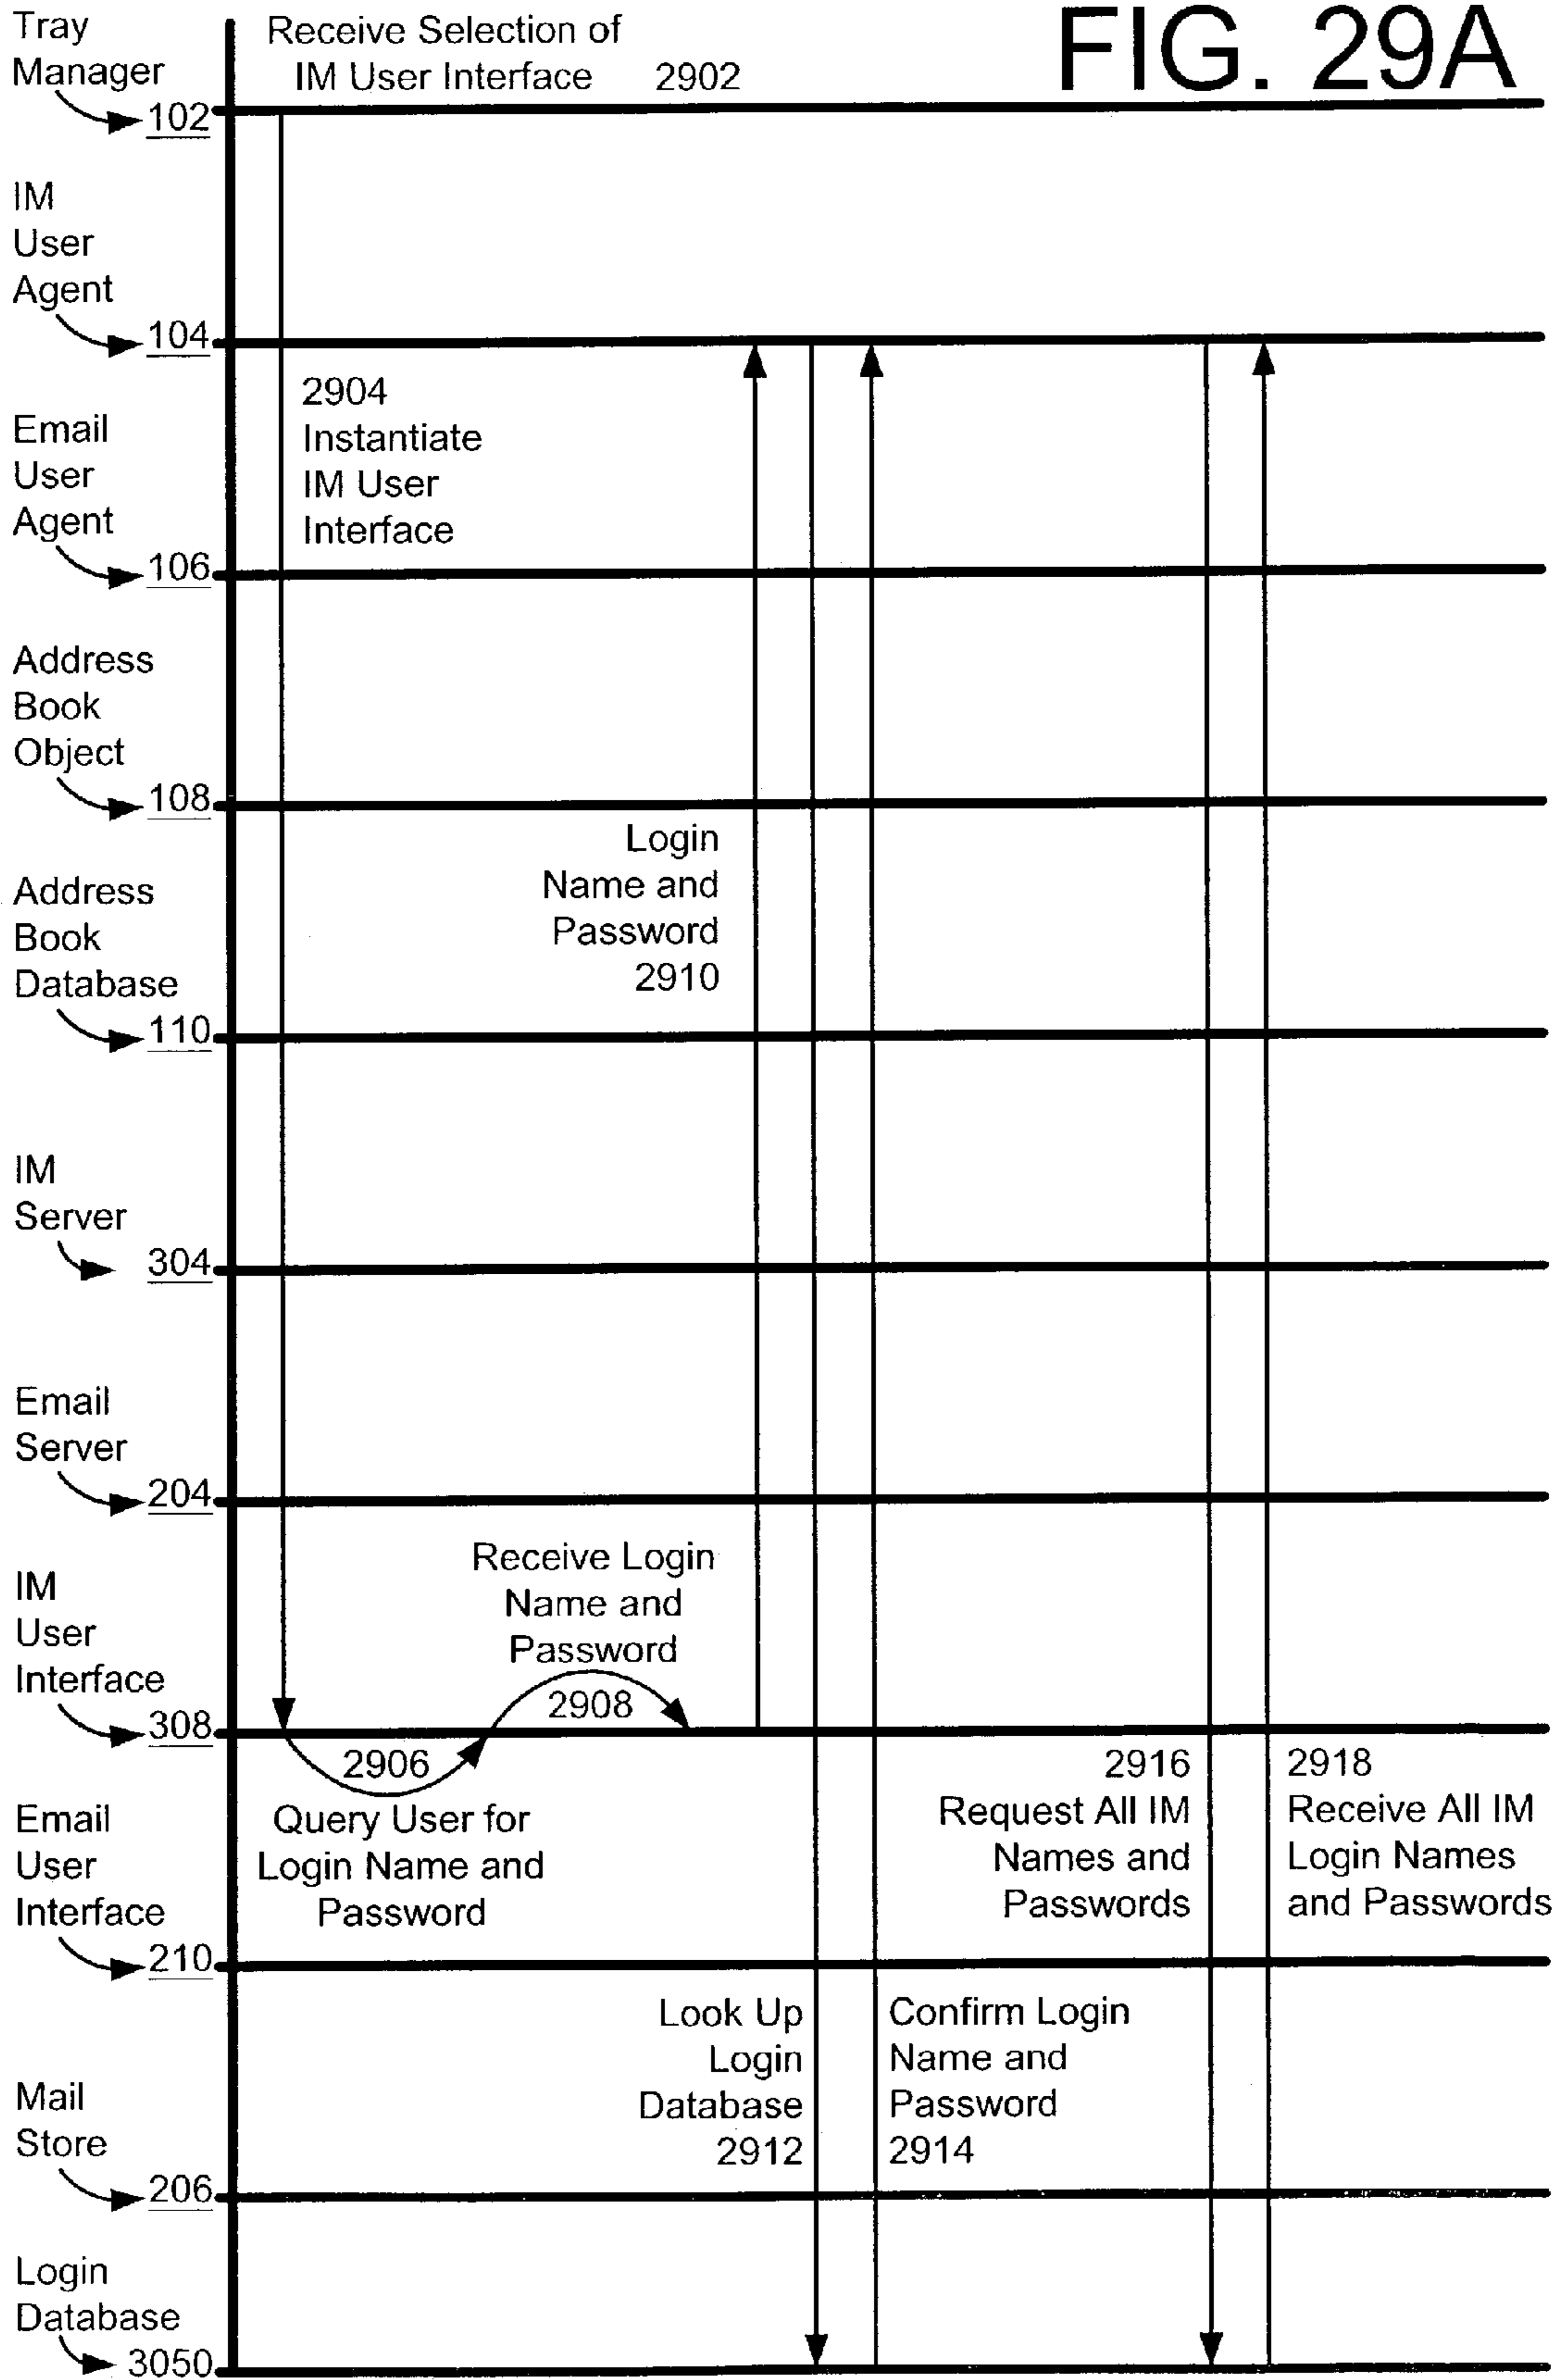 FIG. 29A
Tray
Manager
102
Receive Selection of
IM User Interface 2902
IM
User
Agent
104
2904
Instantiate
IM User
Interface
Email
User
Agent
106
Address
Book
Object
108
Login
Name and
Password
2910
Address
Book
Database
110
IM
Server
304
Email
Server
204
Receive Login
Name and
Password
2908
IM
User
Interface
308
2906
Query User for
Login Name and
Password
2916
Request All IM
Names and
Passwords
2918
Receive All IM
Login Names
and Passwords
Email
User
Interface
210
Look Up
Login
Database
2912
Confirm Login
Name and
Password
2914
Mail
Store
206
Login
Database
3050